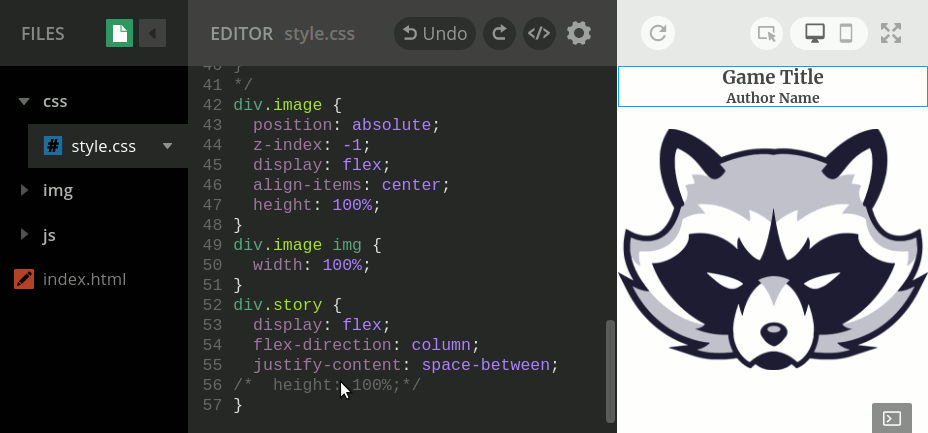 FILES
EDITOR style.css
Undo
css
style.css
img
js
index.html
40 }
41 */
42 div.image {
43 position: absolute;
44 z-index: -1;
45 display: flex;
46 align-items: center;
47 height: 100%;
48 }
49 div.image img {
50 width: 100%;
51 }
52 div.story {
53 display: flex;
54 flex-direction: column;
55 justify-content: space-between;
56 /* height: 100%;*/
57 }
Game Title
Author Name